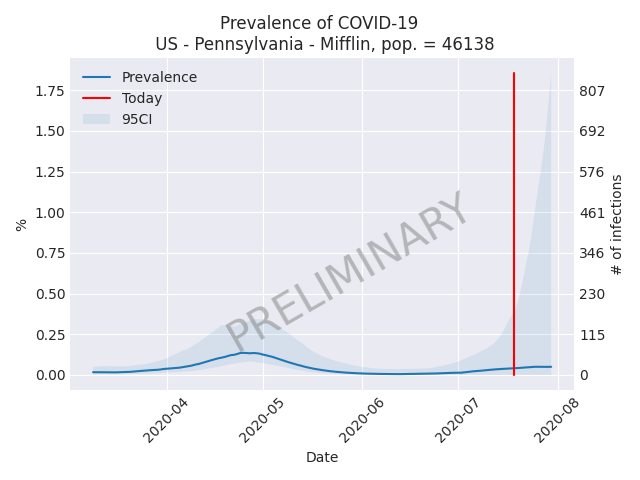 Prevalence of COVID-19
US - Pennsylvania - Mifflin, pop. = 46138
Prevalence
Today
95CI
1.75
1.50
1.25
1.00
0.75
0.50
0.25
0.00
%
807
692
576
461
346
230
115
0
# of infections
PRELIMINARY
2020-04
2020-05
2020-06
2020-07
2020-08
Date